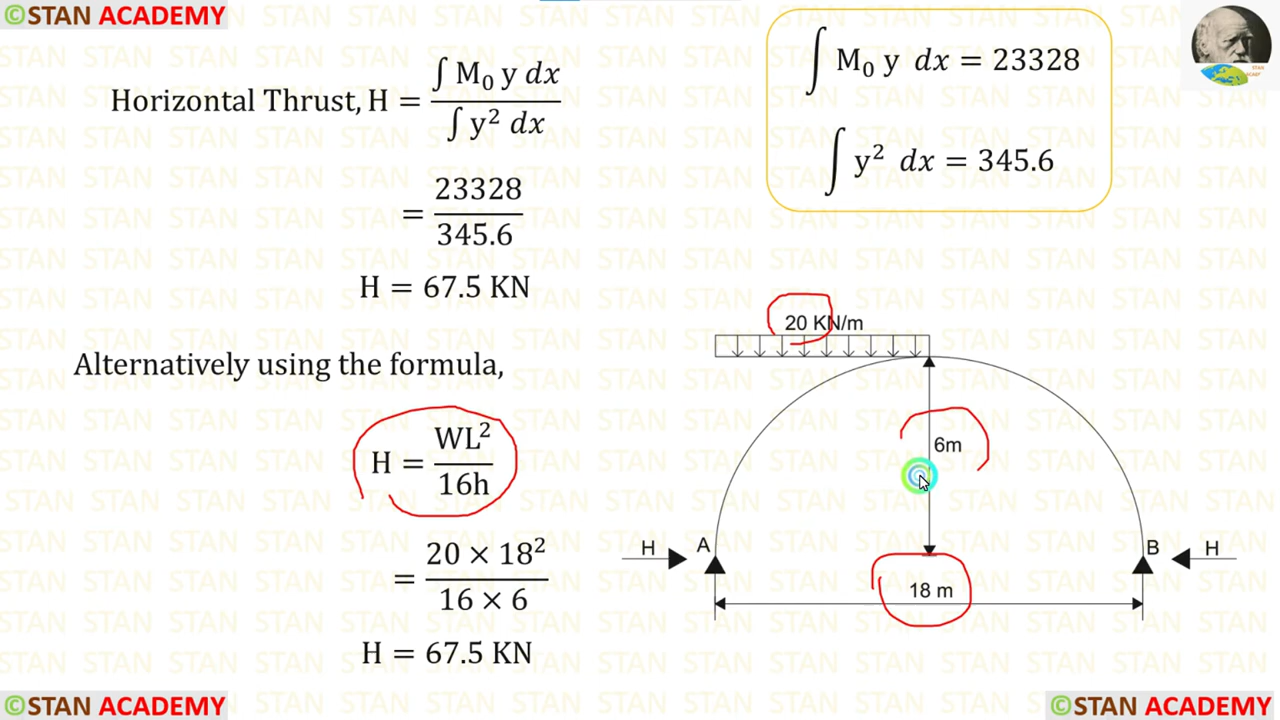 ©STAN ACADEMY
Horizontal Thrust, H = ∫ M₀ y dx / ∫ y² dx
= 23328 / 345.6
H = 67.5 KN
Alternatively using the formula,
H = WL² / 16h
= 20 × 18² / 16 × 6
H = 67.5 KN
∫ M₀ y dx = 23328
∫ y² dx = 345.6
20 KN/m
6m
H
A
B
H
18 m
©STAN ACADEMY
©STAN ACADEMY